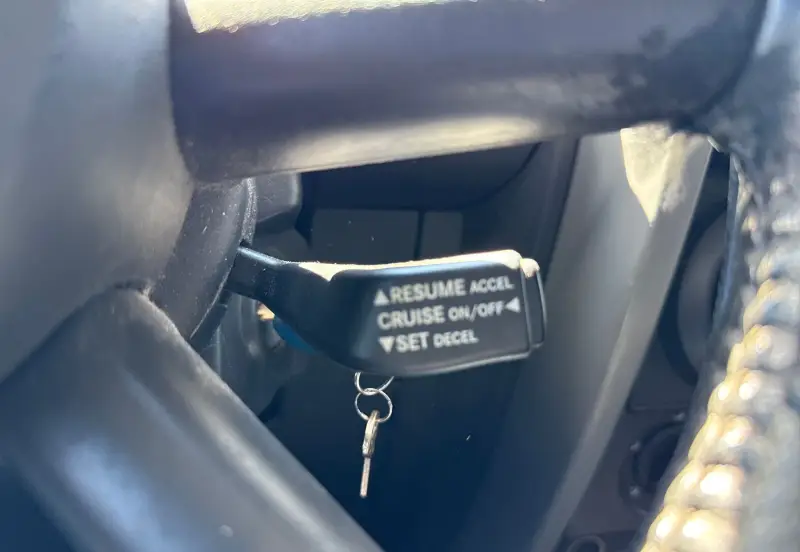 ▲RESUME ACCEL
CRUISE ON/OFF◀
▼SET DECEL